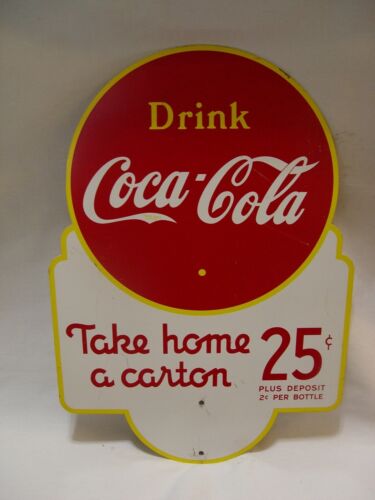 Drink
Coca-Cola
Take home
a carton
25¢
PLUS DEPOSIT
2¢ PER BOTTLE